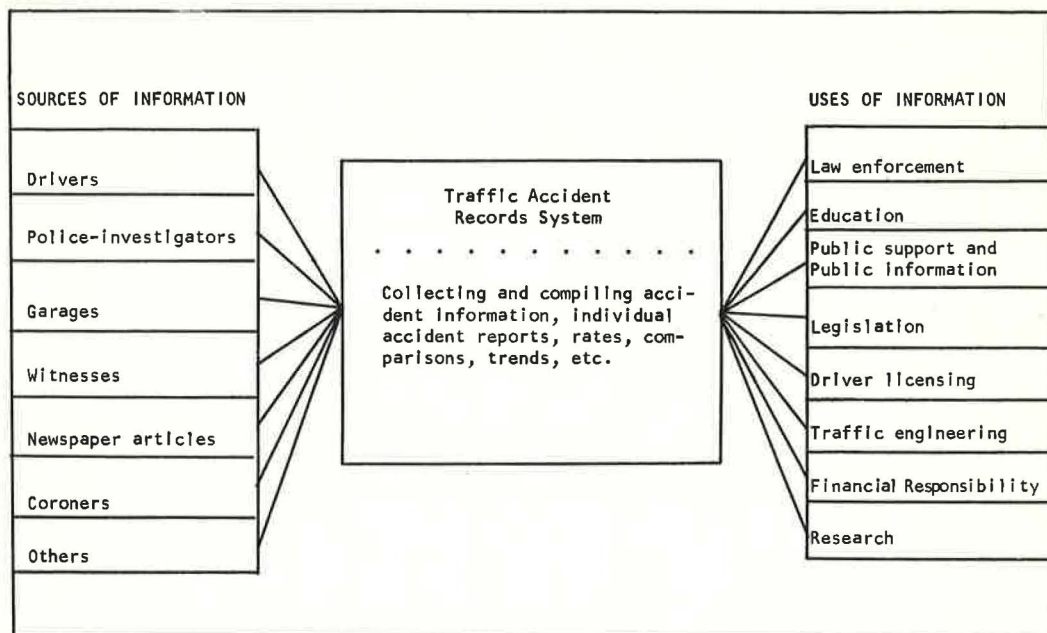 SOURCES OF INFORMATION
Drivers
Police-investigators
Garages
Witnesses
Newspaper articles
Coroners
Others
Traffic Accident
Records System
. . . . . . . . . . .
Collecting and compiling acci-
dent information, individual
accident reports, rates, com-
parisons, trends, etc.
USES OF INFORMATION
Law enforcement
Education
Public support and
Public information
Legislation
Driver licensing
Traffic engineering
Financial Responsibility
Research